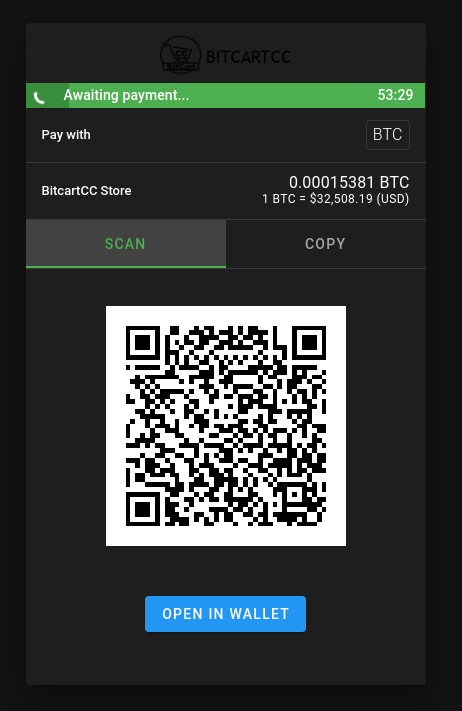 BITCARTCC
Awaiting payment... 53:29
Pay with BTC
BitcartCC Store 0.00015381 BTC
1 BTC = $32,508.19 (USD)
SCAN COPY
OPEN IN WALLET